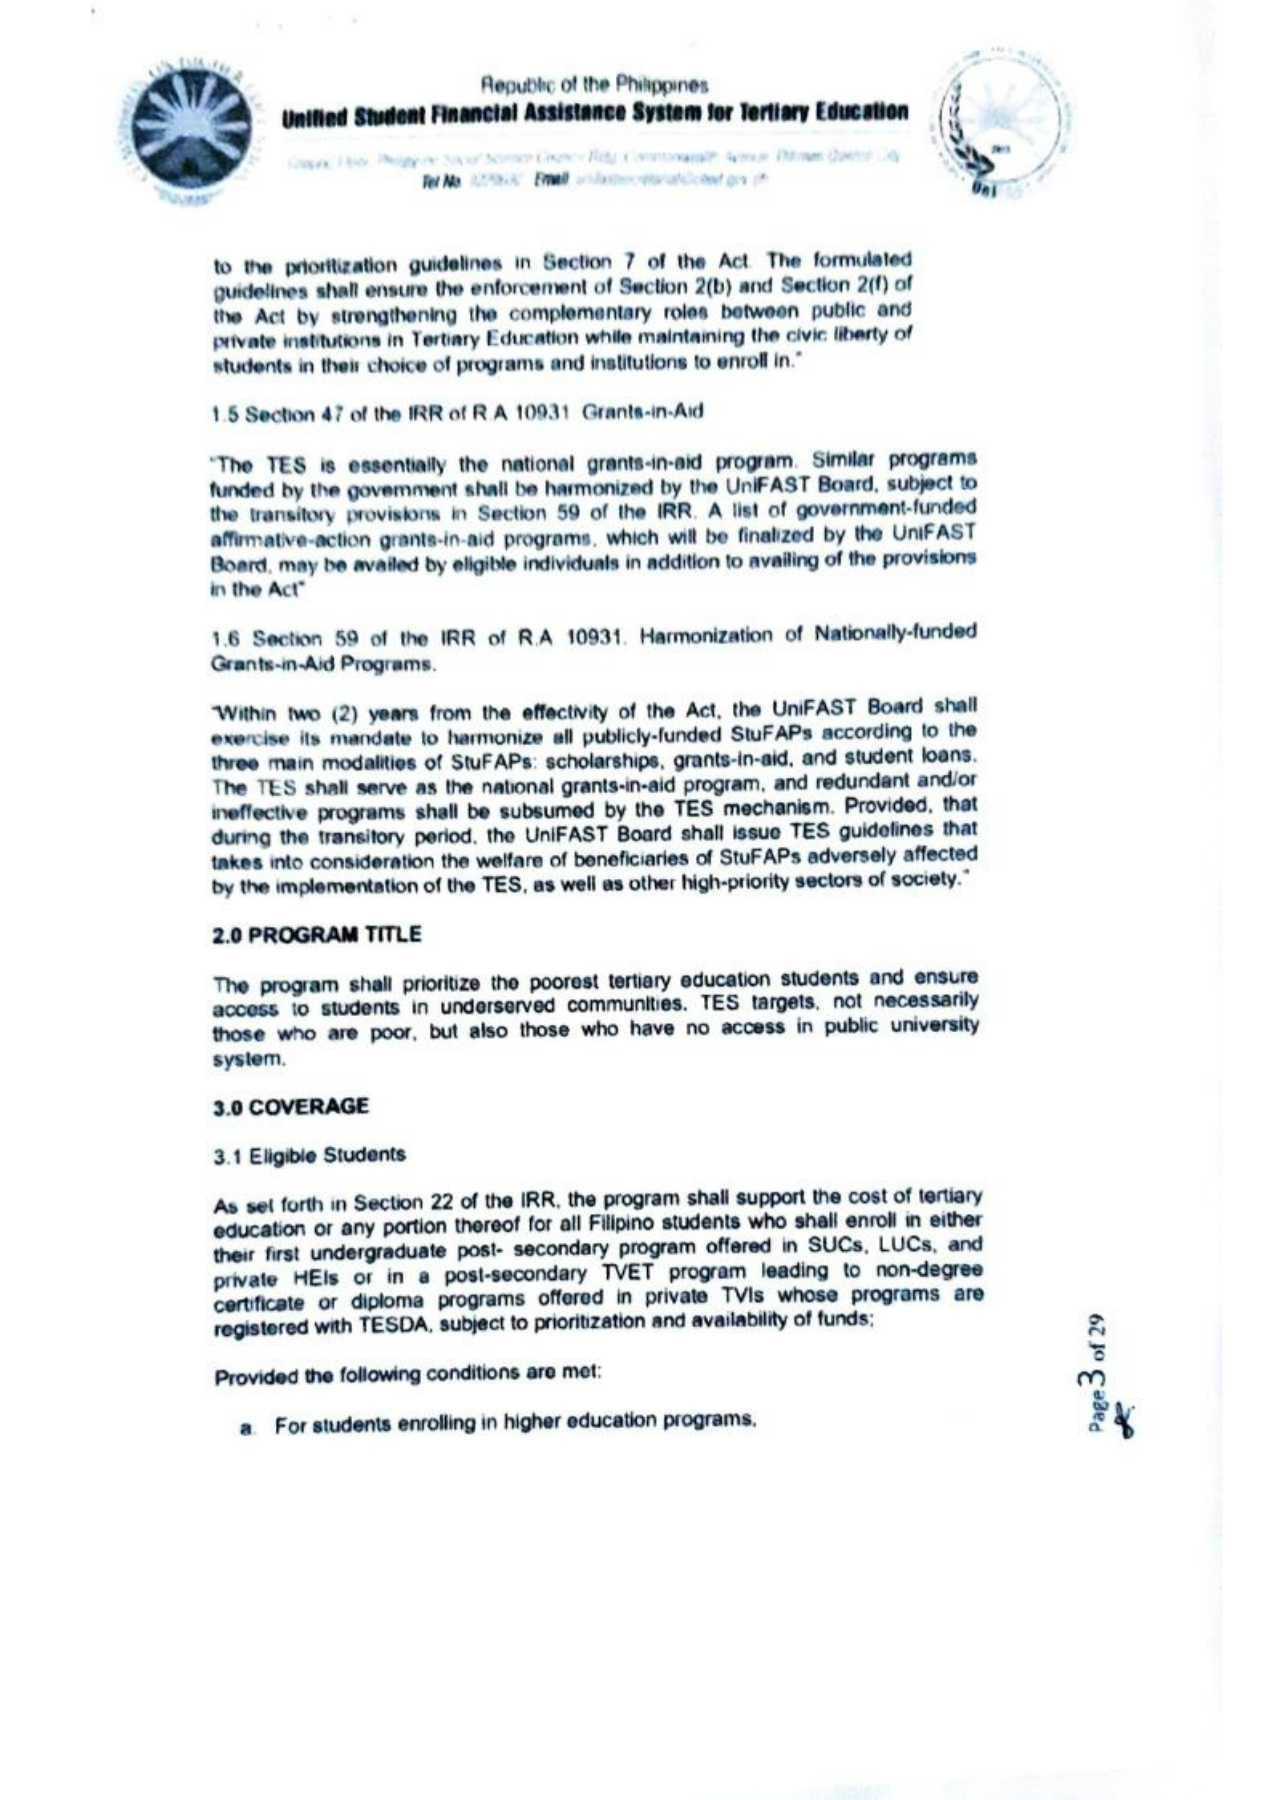 Republic of the Philippines
Unified Student Financial Assistance System for Tertiary Education
Tel No. Email
to the prioritization guidelines in Section 7 of the Act. The formulated
guidelines shall ensure the enforcement of Section 2(b) and Section 2(f) of
the Act by strengthening the complementary roles between public and
private institutions in Tertiary Education while maintaining the civic liberty of
students in their choice of programs and institutions to enroll in."
1.5 Section 47 of the IRR of R A 10931 Grants-in-Aid
"The TES is essentially the national grants-in-aid program. Similar programs
funded by the government shall be harmonized by the UniFAST Board, subject to
the transitory provisions in Section 59 of the IRR. A list of government-funded
affirmative-action grants-in-aid programs, which will be finalized by the UniFAST
Board, may be availed by eligible individuals in addition to availing of the provisions
in the Act"
1.6 Section 59 of the IRR of R.A 10931. Harmonization of Nationally-funded
Grants-in-Aid Programs.
"Within two (2) years from the effectivity of the Act, the UniFAST Board shall
exercise its mandate to harmonize all publicly-funded StuFAPs according to the
three main modalities of StuFAPs: scholarships, grants-in-aid, and student loans.
The TES shall serve as the national grants-in-aid program, and redundant and/or
ineffective programs shall be subsumed by the TES mechanism. Provided, that
during the transitory period, the UniFAST Board shall issue TES guidelines that
takes into consideration the welfare of beneficiaries of StuFAPs adversely affected
by the implementation of the TES, as well as other high-priority sectors of society."
2.0 PROGRAM TITLE
The program shall prioritize the poorest tertiary education students and ensure
access to students in underserved communities. TES targets, not necessarily
those who are poor, but also those who have no access in public university
system.
3.0 COVERAGE
3.1 Eligible Students
As set forth in Section 22 of the IRR, the program shall support the cost of tertiary
education or any portion thereof for all Filipino students who shall enroll in either
their first undergraduate post- secondary program offered in SUCs, LUCs, and
private HEIs or in a post-secondary TVET program leading to non-degree
certificate or diploma programs offered in private TVIs whose programs are
registered with TESDA, subject to prioritization and availability of funds;
Provided the following conditions are met:
a. For students enrolling in higher education programs.
Page 3 of 29